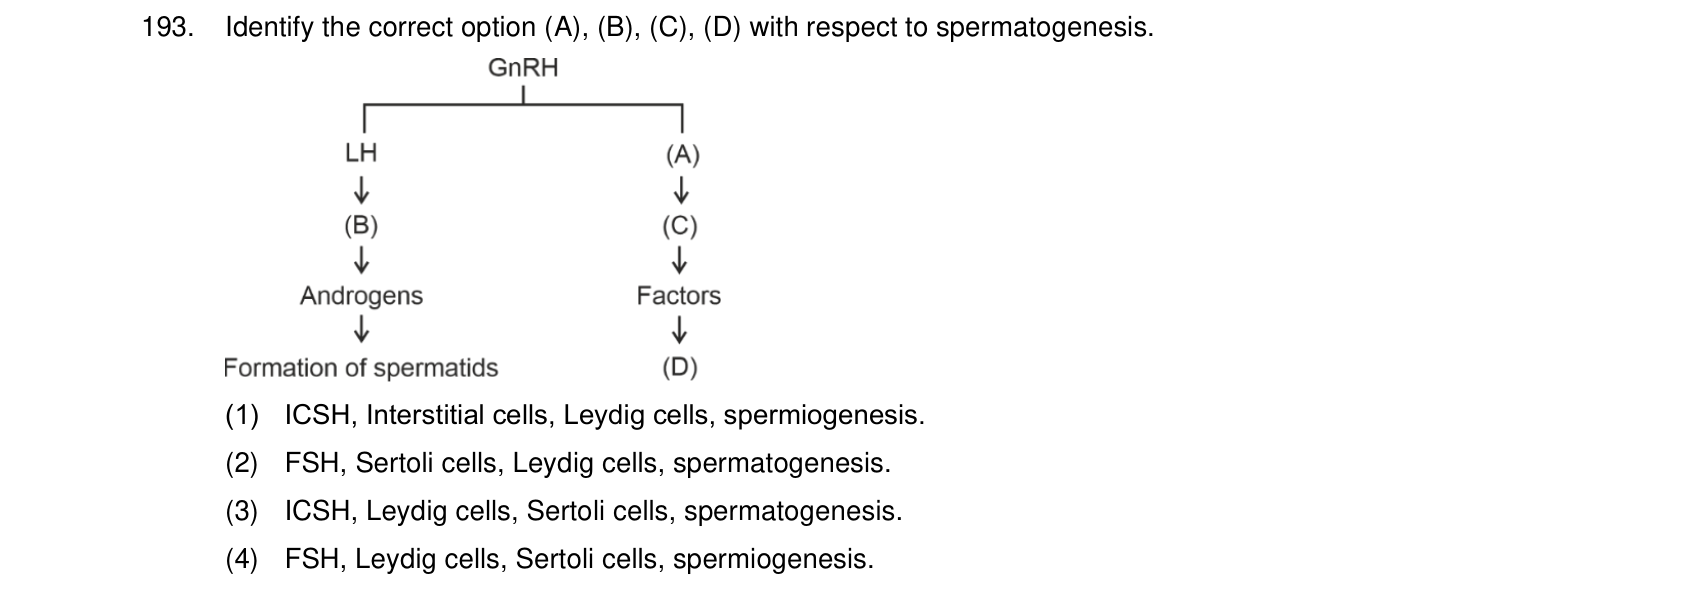 193. Identify the correct option (A), (B), (C), (D) with respect to spermatogenesis.
GnRH
LH (A)
(B) (C)
Androgens Factors
Formation of spermatids (D)
(1) ICSH, Interstitial cells, Leydig cells, spermiogenesis.
(2) FSH, Sertoli cells, Leydig cells, spermatogenesis.
(3) ICSH, Leydig cells, Sertoli cells, spermatogenesis.
(4) FSH, Leydig cells, Sertoli cells, spermiogenesis.